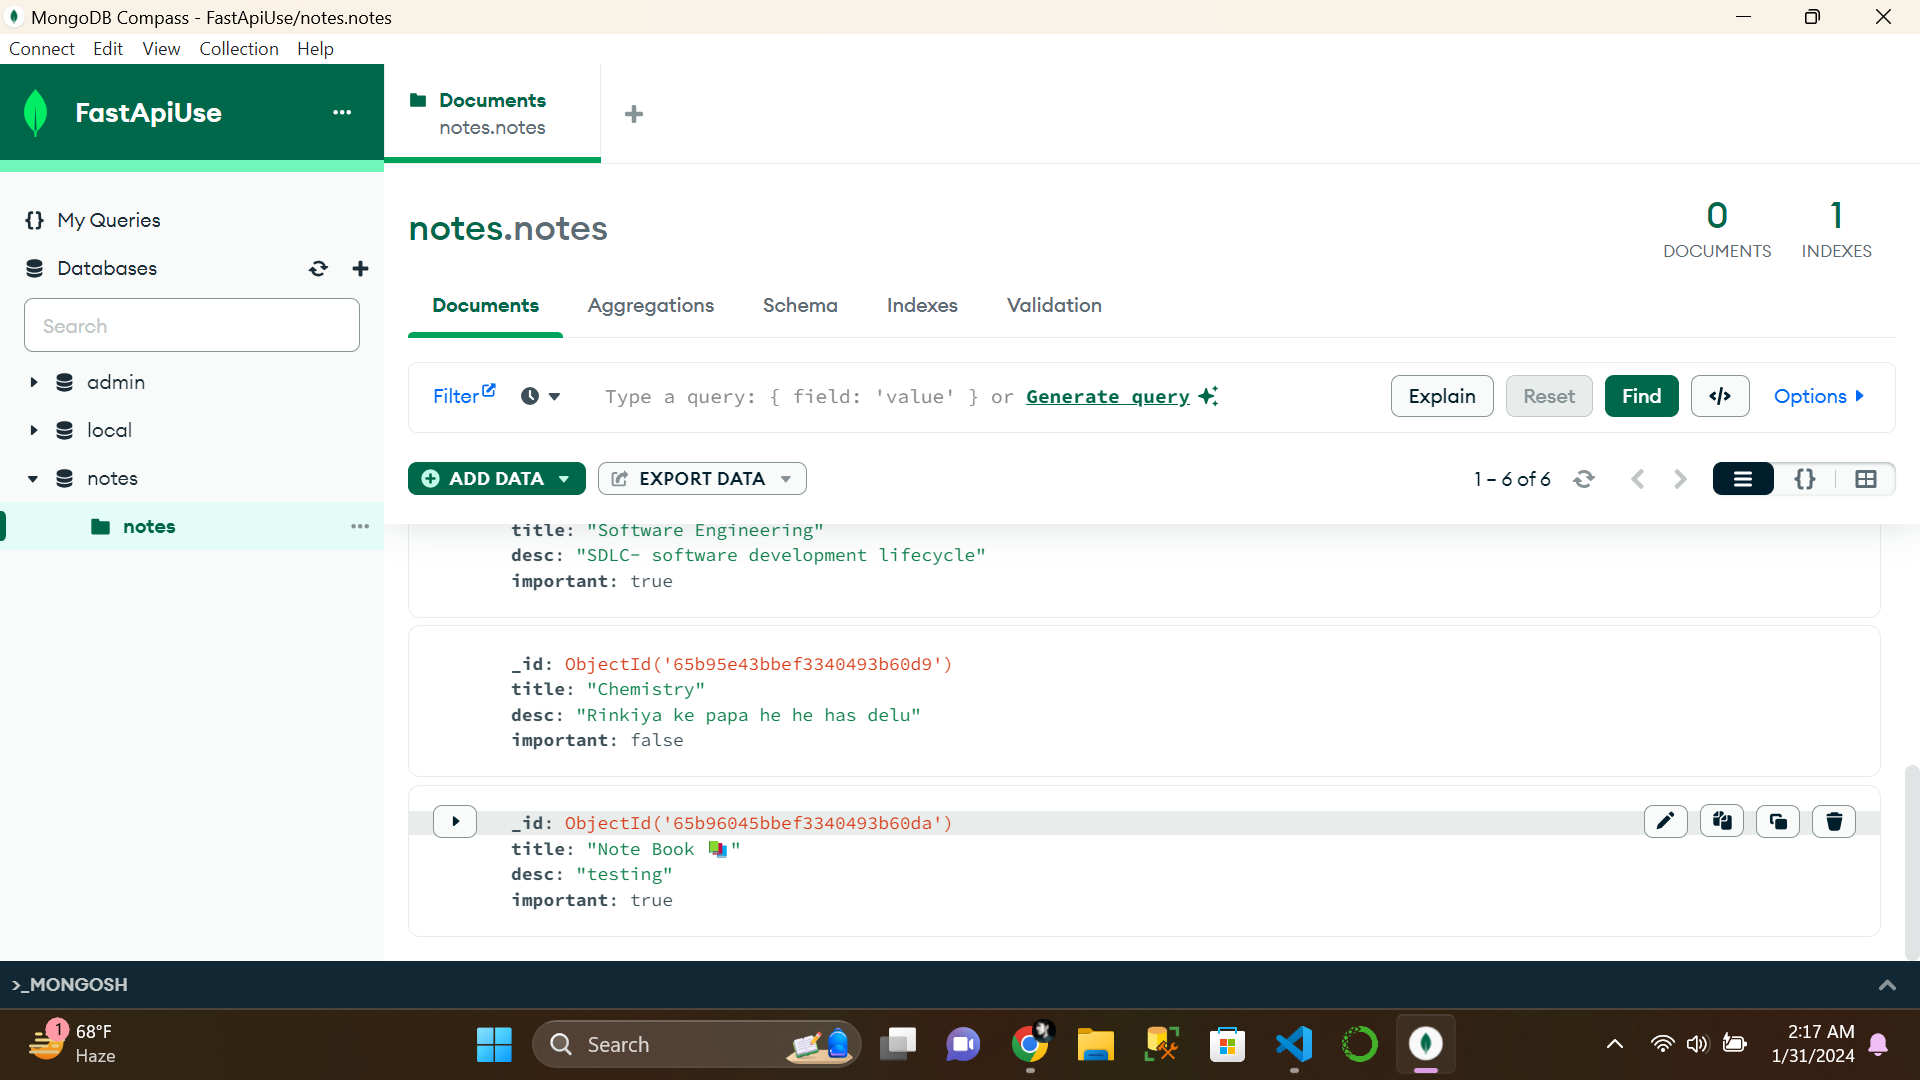 MongoDB Compass - FastApiUse/notes.notes
Connect Edit View Collection Help
FastApiUse
Documents
notes.notes
My Queries
Databases
Search
admin
local
notes
notes
notes.notes
0
DOCUMENTS
1
INDEXES
Documents Aggregations Schema Indexes Validation
Filter Type a query: { field: 'value' } or Generate query Explain Reset Find </> Options
ADD DATA EXPORT DATA 1 – 6 of 6 {}
title: "Software Engineering"
desc: "SDLC- software development lifecycle"
important: true
_id: ObjectId('65b95e43bbef3340493b60d9')
title: "Chemistry"
desc: "Rinkiya ke papa he he has delu"
important: false
_id: ObjectId('65b96045bbef3340493b60da')
title: "Note Book 📚"
desc: "testing"
important: true
>_MONGOSH
1
68°F
Haze
Search
2:17 AM
1/31/2024